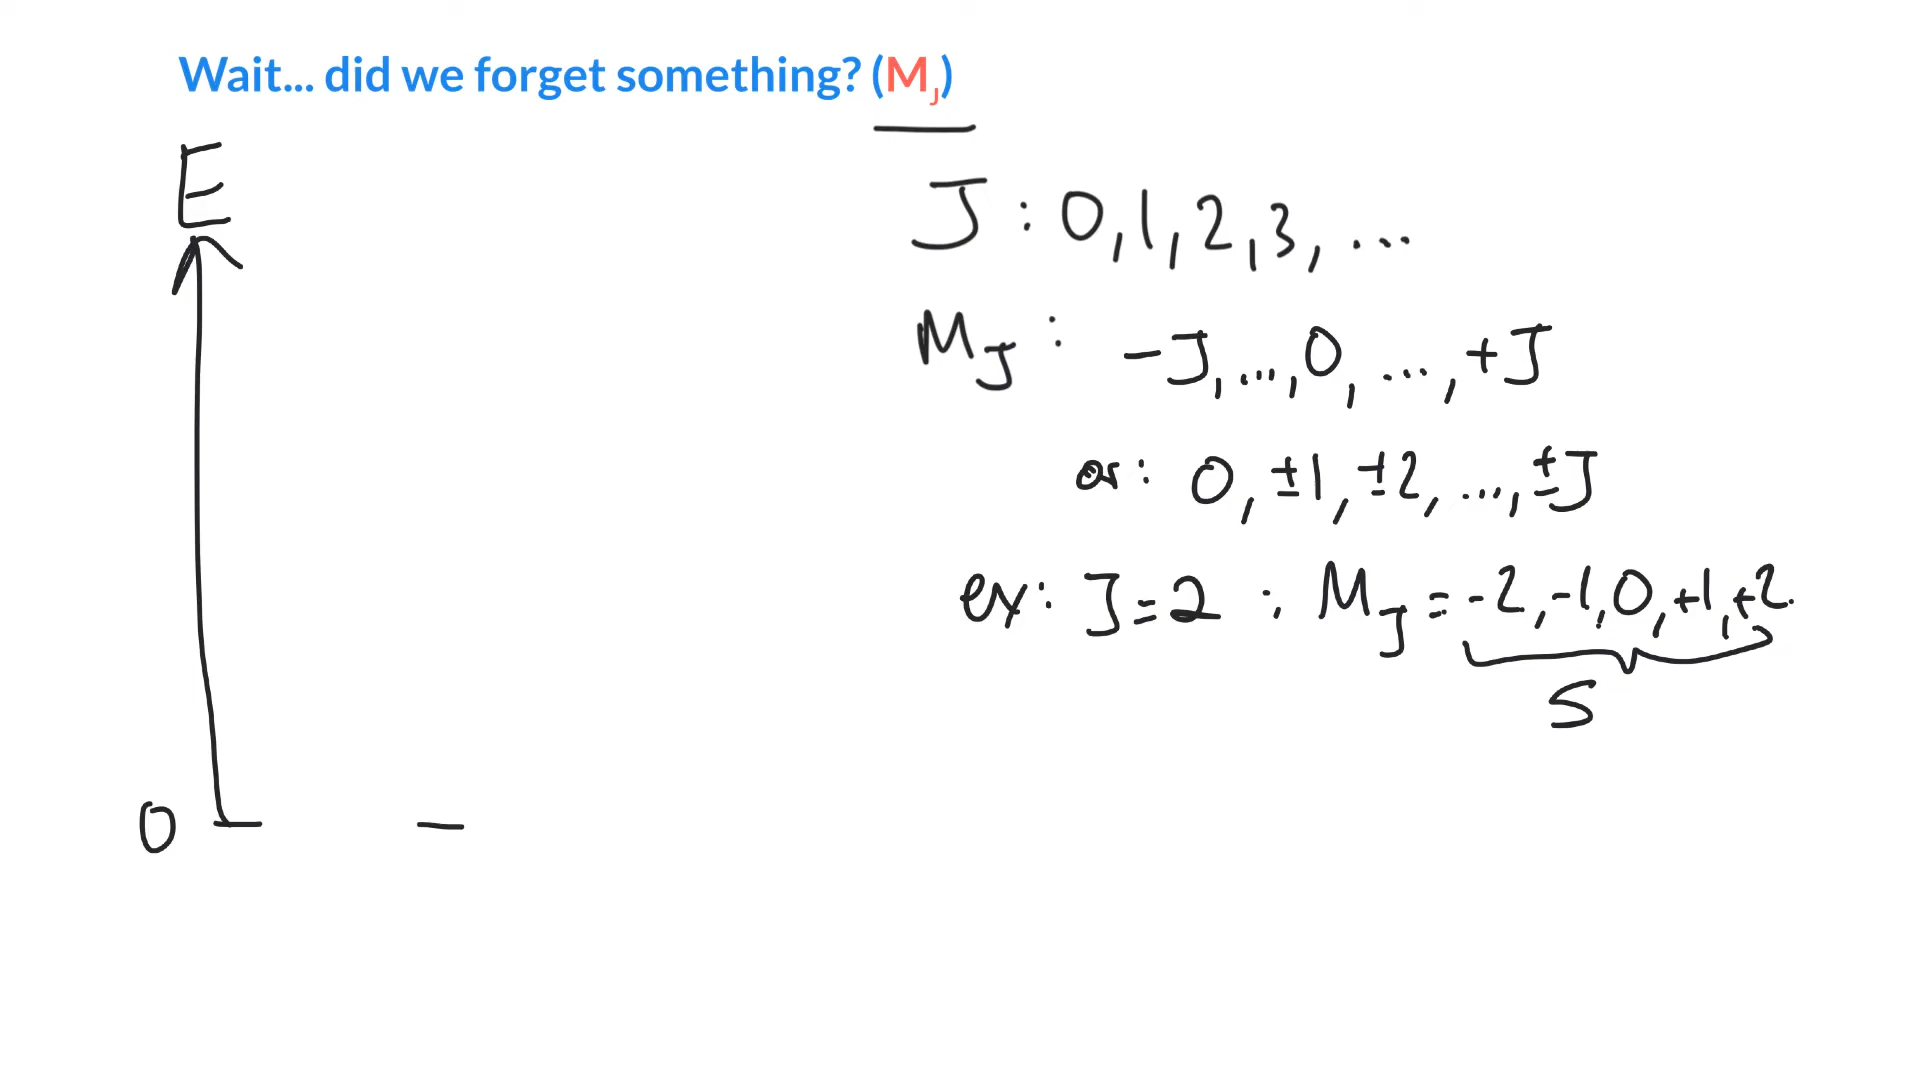 Wait... did we forget something? (MJ)
E
J : 0, 1, 2, 3, ...
MJ : -J, ..., 0, ..., +J
or : 0, ±1, ±2, ..., ±J
ex: J = 2 : MJ = -2, -1, 0, +1, +2.
5
0